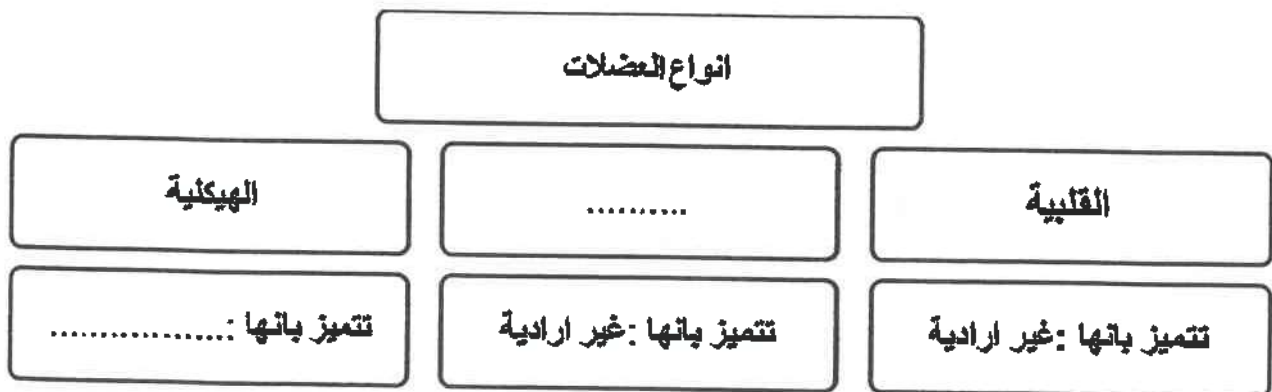 انواع العضلات
القلبية
..........
الهيكلية
تتميز بانها :غير ارادية
تتميز بانها :غير ارادية
تتميز بانها :..................